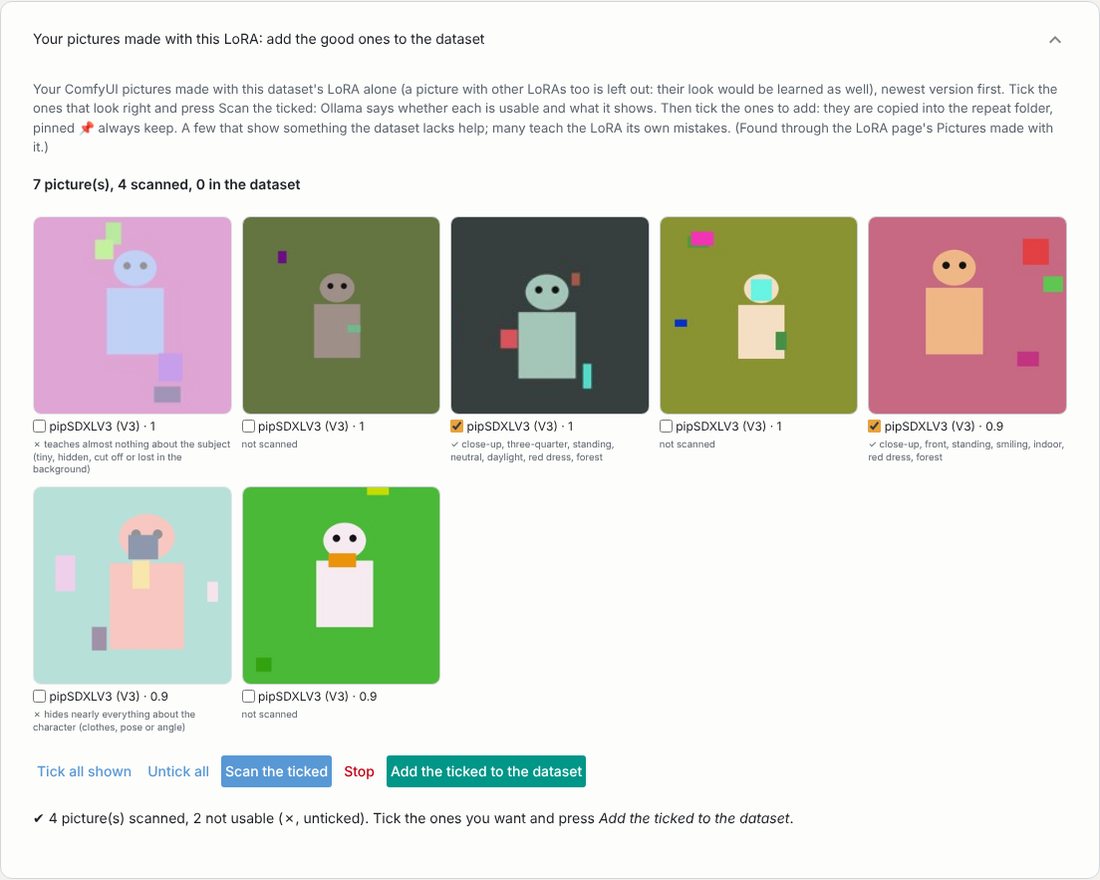 Your pictures made with this LoRA: add the good ones to the dataset
Your ComfyUI pictures made with this dataset's LoRA alone (a picture with other LoRAs too is left out: their look would be learned as well), newest version first. Tick the
ones that look right and press Scan the ticked: Ollama says whether each is usable and what it shows. Then tick the ones to add: they are copied into the repeat folder,
pinned 📌 always keep. A few that show something the dataset lacks help; many teach the LoRA its own mistakes. (Found through the LoRA page's Pictures made with
it.)
7 picture(s), 4 scanned, 0 in the dataset
pipSDXLV3 (V3) · 1
× teaches almost nothing about the subject
(tiny, hidden, cut off or lost in the
background)
pipSDXLV3 (V3) · 1
not scanned
pipSDXLV3 (V3) · 1
✓ close-up, three-quarter, standing,
neutral, daylight, red dress, forest
pipSDXLV3 (V3) · 1
not scanned
pipSDXLV3 (V3) · 0.9
✓ close-up, front, standing, smiling, indoor,
red dress, forest
pipSDXLV3 (V3) · 0.9
× hides nearly everything about the
character (clothes, pose or angle)
pipSDXLV3 (V3) · 0.9
not scanned
Tick all shown Untick all Scan the ticked Stop Add the ticked to the dataset
✔ 4 picture(s) scanned, 2 not usable (×, unticked). Tick the ones you want and press Add the ticked to the dataset.